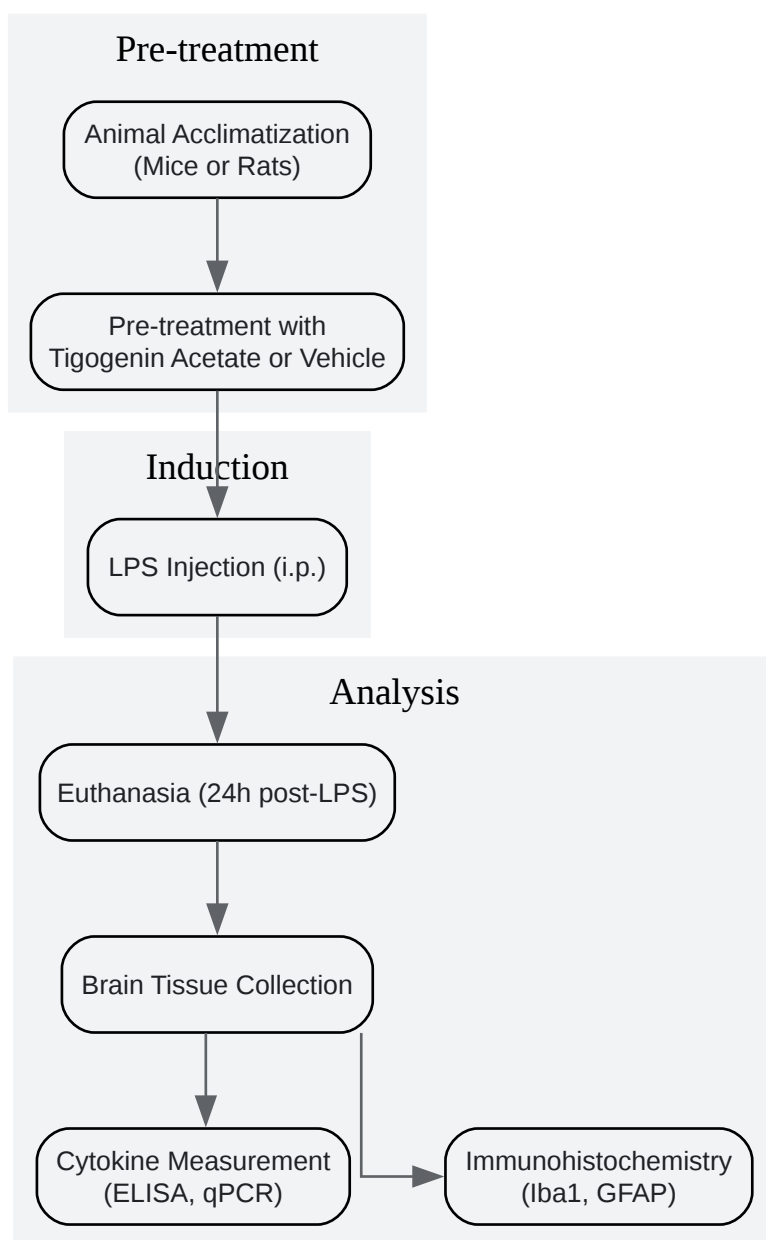 Pre-treatment
Animal Acclimatization
(Mice or Rats)
Pre-treatment with
Tigogenin Acetate or Vehicle
Induction
LPS Injection (i.p.)
Analysis
Euthanasia (24h post-LPS)
Brain Tissue Collection
Cytokine Measurement
(ELISA, qPCR)
Immunohistochemistry
(Iba1, GFAP)